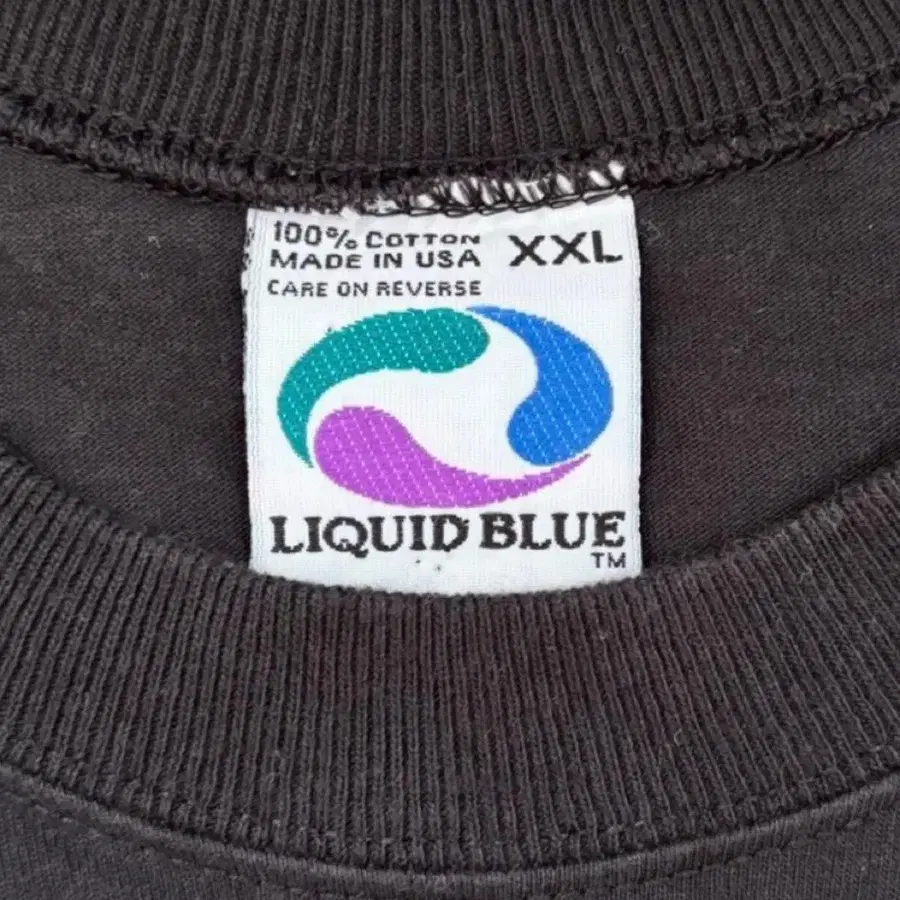 100% COTTON
MADE IN USA
XXL
CARE ON REVERSE
LIQUID BLUE
TM